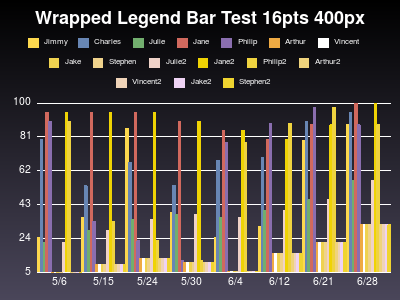 Wrapped Legend Bar Test 16pts 400px
Jimmy Charles Julie Jane Philip Arthur Vincent
Jake Stephen Julie2 Jane2 Philip2 Arthur2
Vincent2 Jake2 Stephen2
100
81
62
43
24
5
5/6 5/15 5/24 5/30 6/4 6/12 6/21 6/28